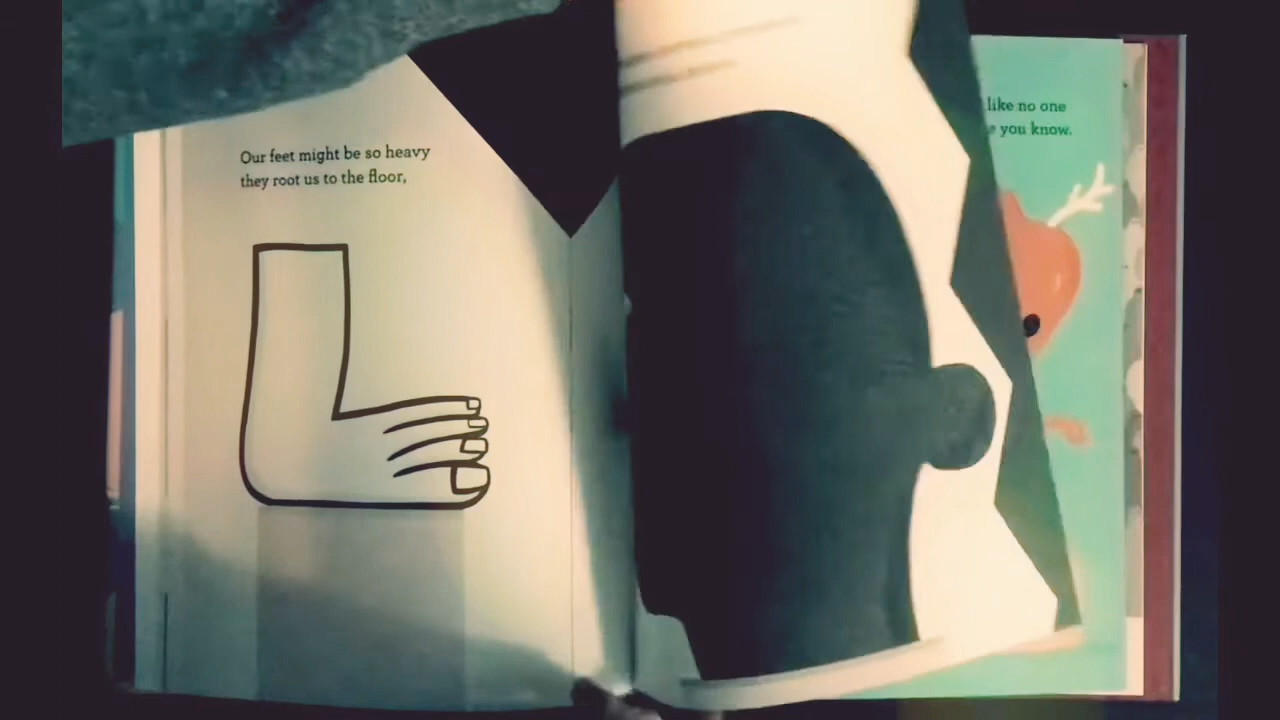 Our feet might be so heavy
they root us to the floor,
like no one
you know.